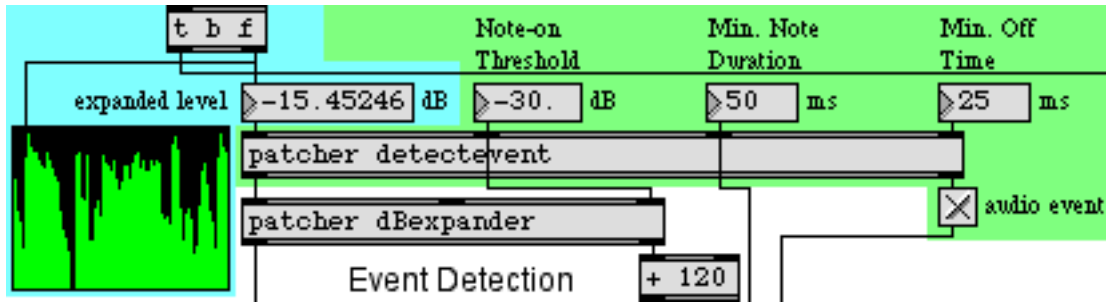 t b f
Note-on Threshold
Min. Note Duration
Min. Off Time
expanded level
-15.45246 dB
-30. dB
50 ms
25 ms
patcher detectevent
patcher dBexpander
audio event
Event Detection
+ 120